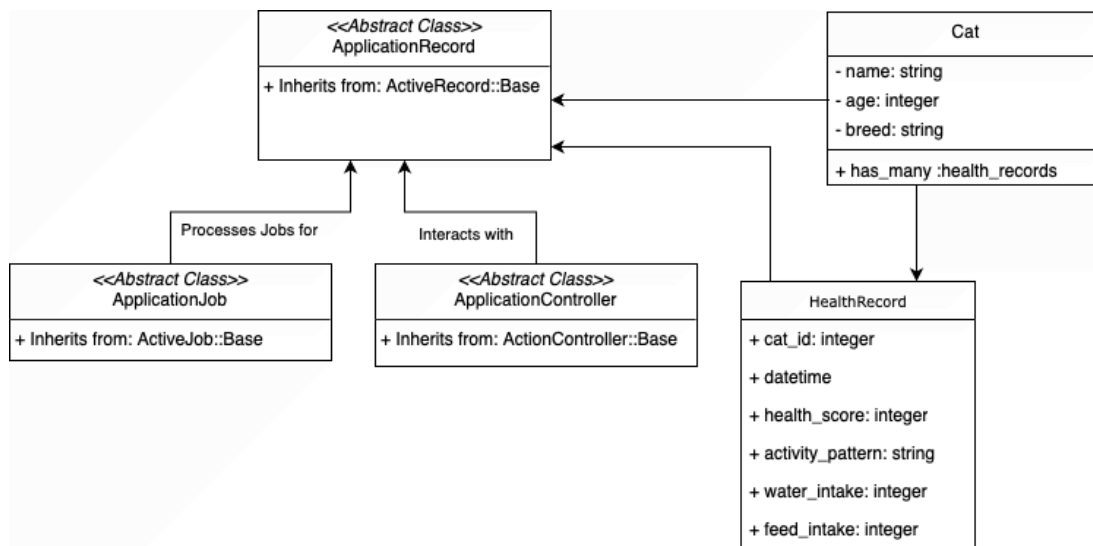 <<Abstract Class>>
ApplicationRecord
+ Inherits from: ActiveRecord::Base
Cat
- name: string
- age: integer
- breed: string
+ has_many :health_records
Processes Jobs for
Interacts with
<<Abstract Class>>
ApplicationJob
+ Inherits from: ActiveJob::Base
<<Abstract Class>>
ApplicationController
+ Inherits from: ActionController::Base
HealthRecord
+ cat_id: integer
+ datetime
+ health_score: integer
+ activity_pattern: string
+ water_intake: integer
+ feed_intake: integer